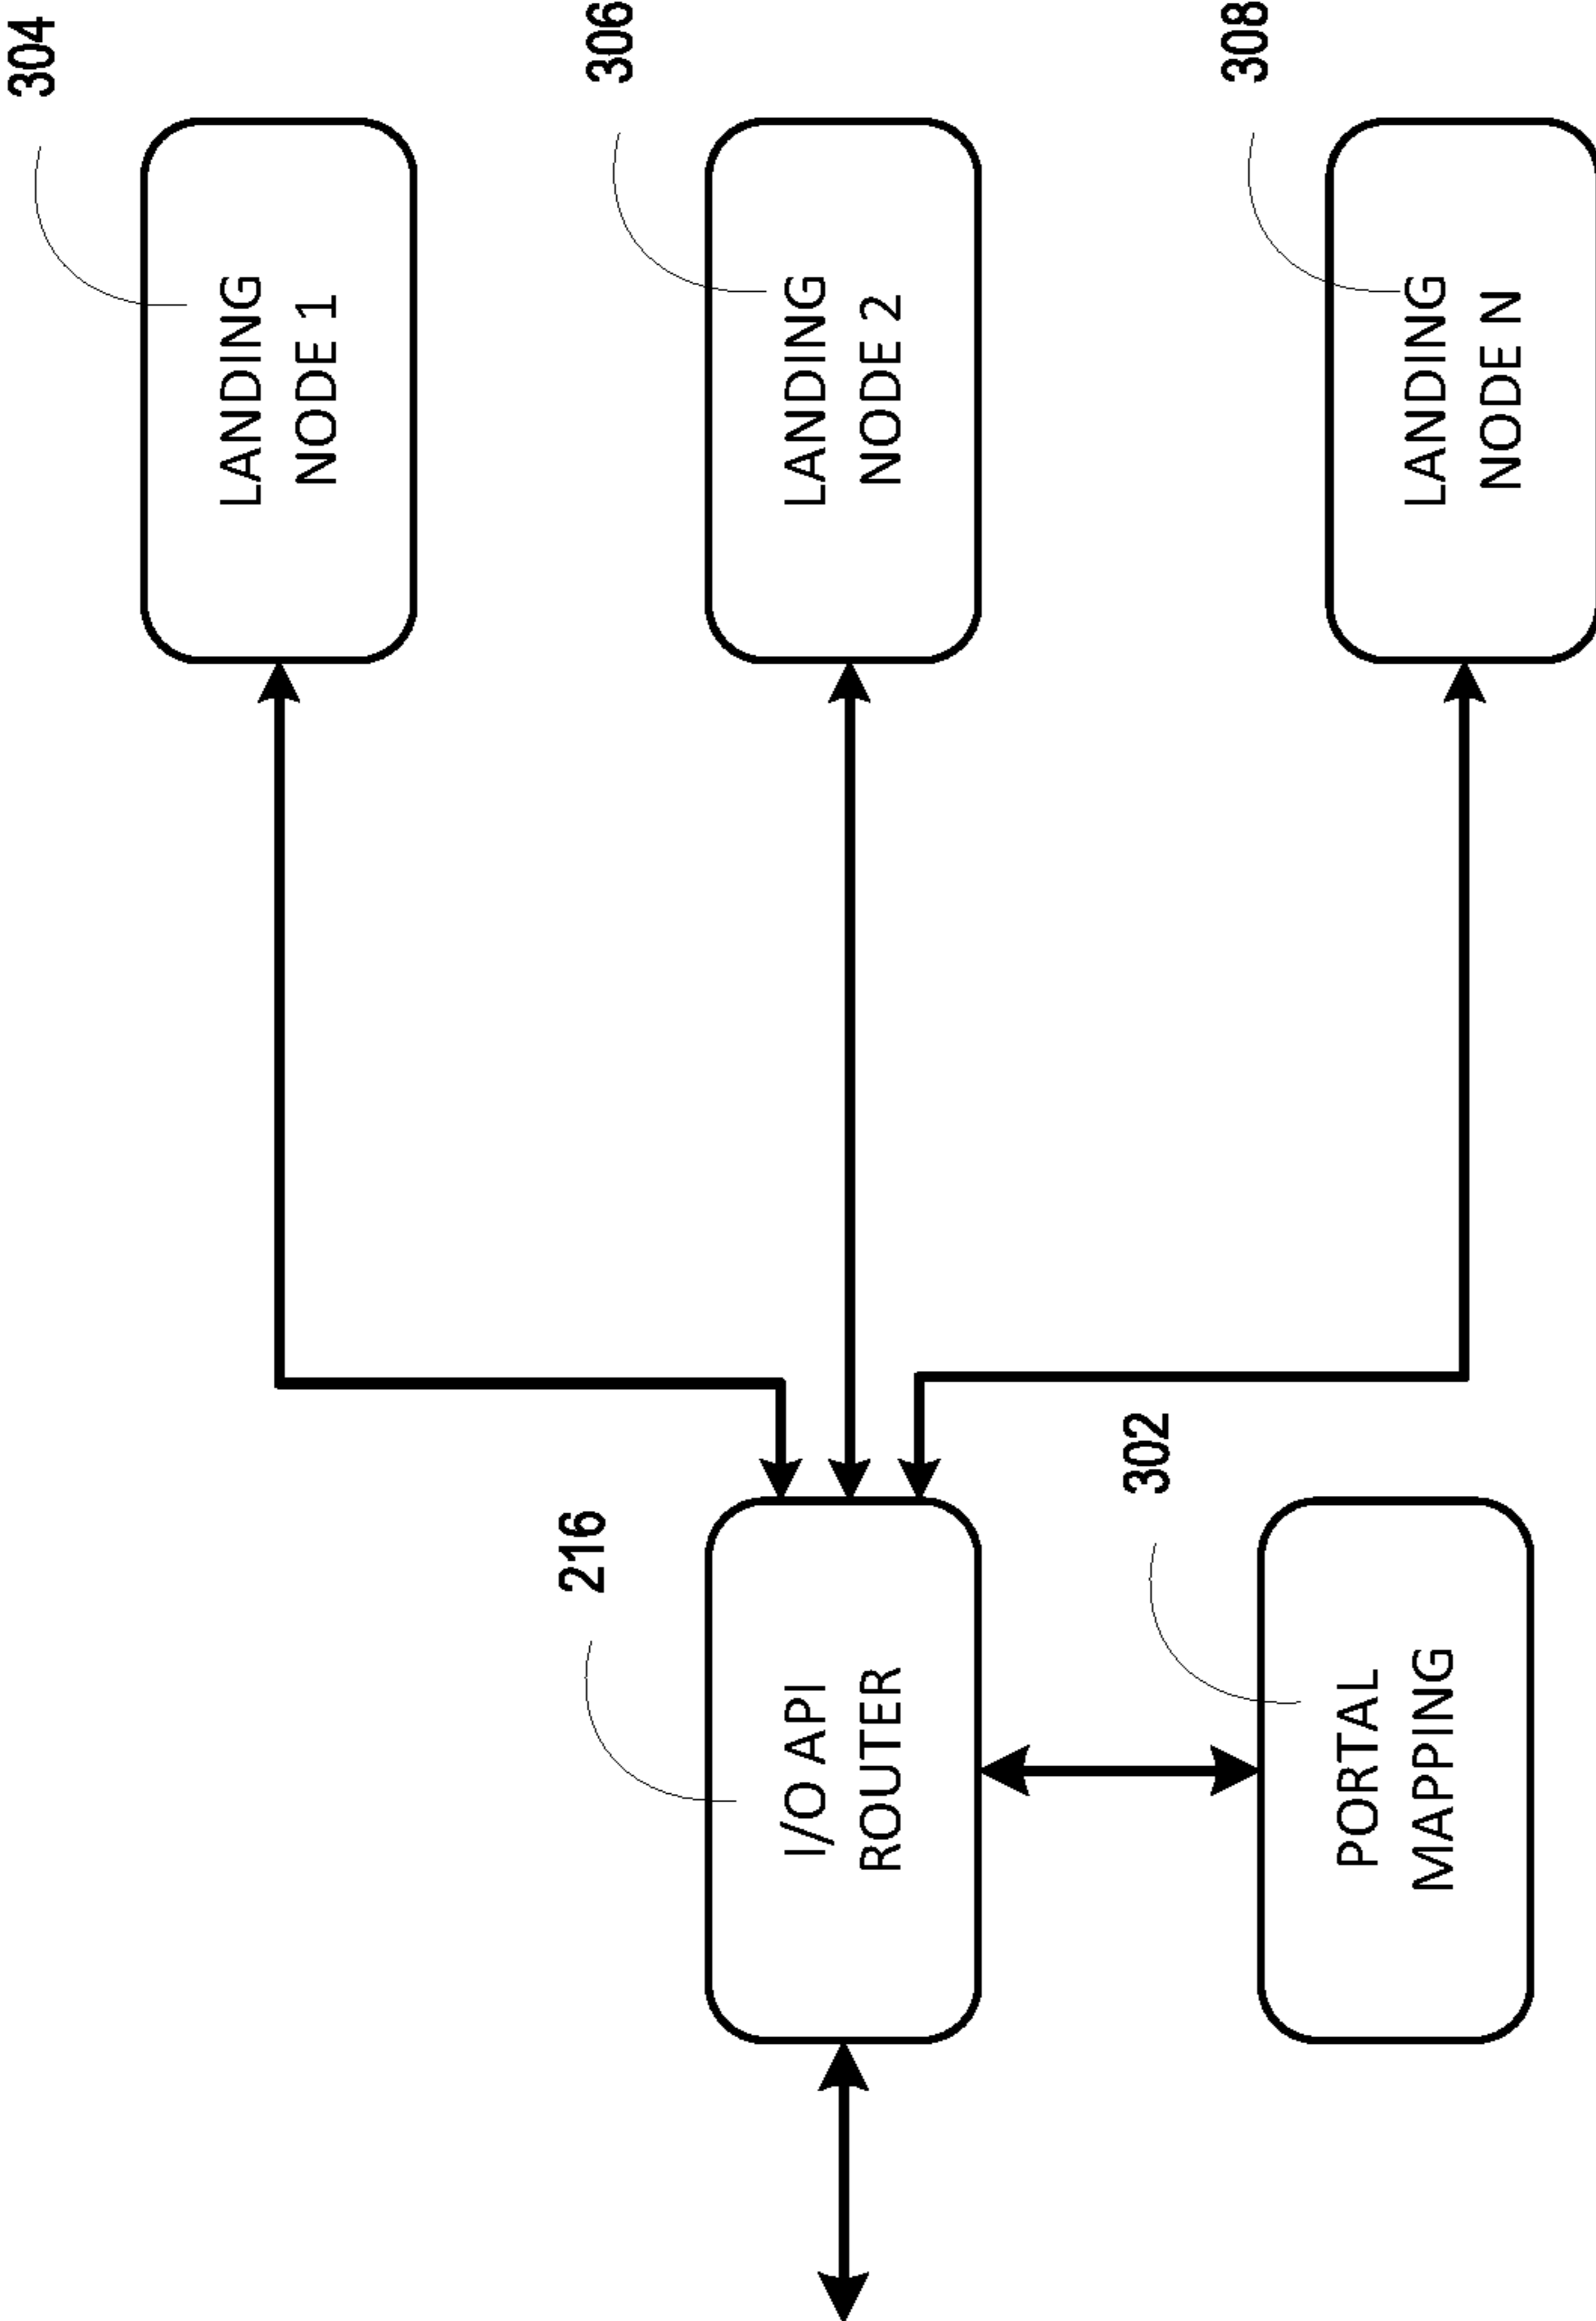 304
LANDING
NODE 1
306
LANDING
NODE 2
308
LANDING
NODE N
216
I/O API
ROUTER
302
PORTAL
MAPPING